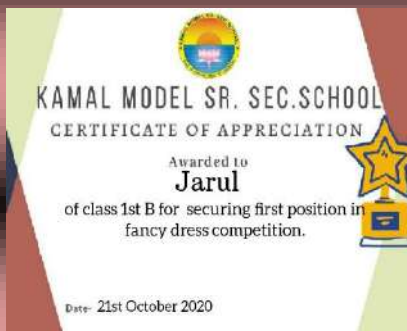 KAMAL MODEL SR. SEC.SCHOOL
CERTIFICATE OF APPRECIATION
Awarded to
Jarul
of class 1st B for securing first position in
fancy dress competition.
Date- 21st October 2020